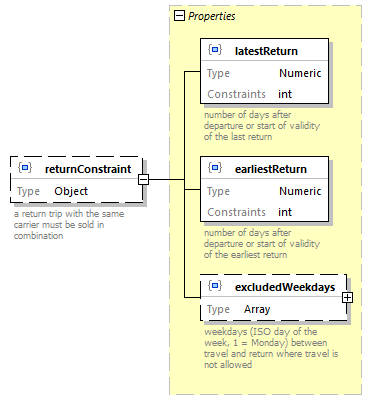 Properties
latestReturn
Type Numeric
Constraints int
number of days after
departure or start of validity
of the last return
returnConstraint
Type Object
a return trip with the same
carrier must be sold in
combination
earliestReturn
Type Numeric
Constraints int
number of days after
departure or start of validity
of the earliest return
excludedWeekdays
Type Array
weekdays (ISO day of the
week, 1 = Monday) between
travel and return where travel is
not allowed